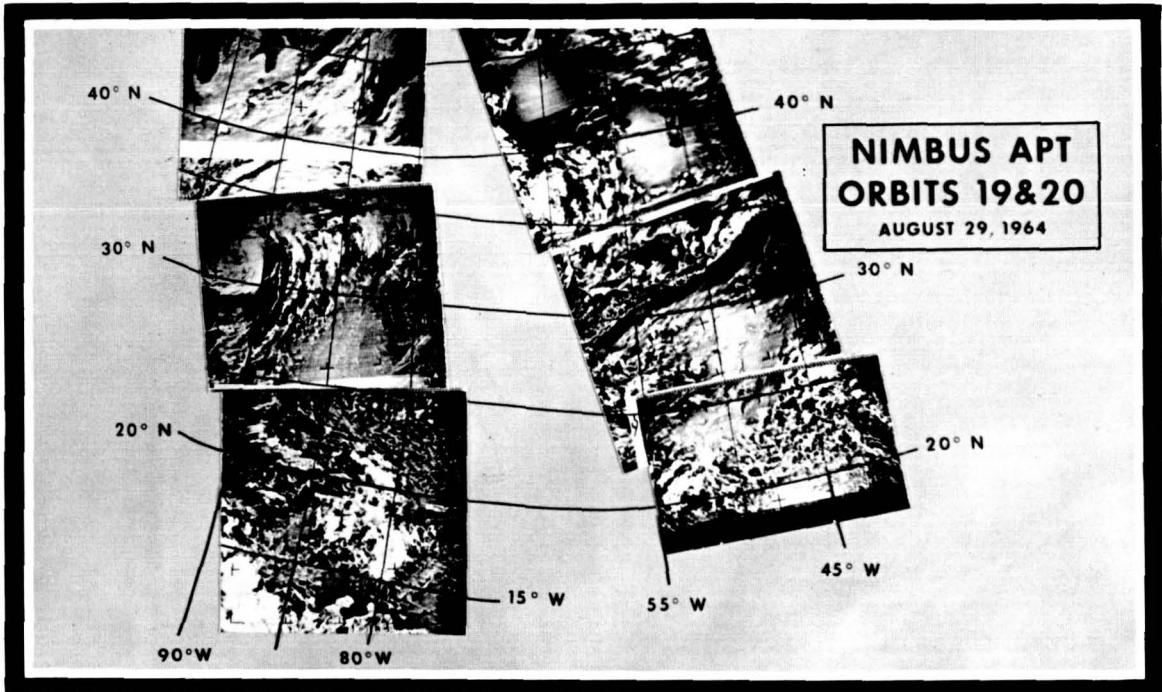 40° N
40° N
NIMBUS APT
ORBITS 19&20
AUGUST 29, 1964
30° N
30° N
20° N
20° N
15° W
55° W
45° W
90°W
80°W